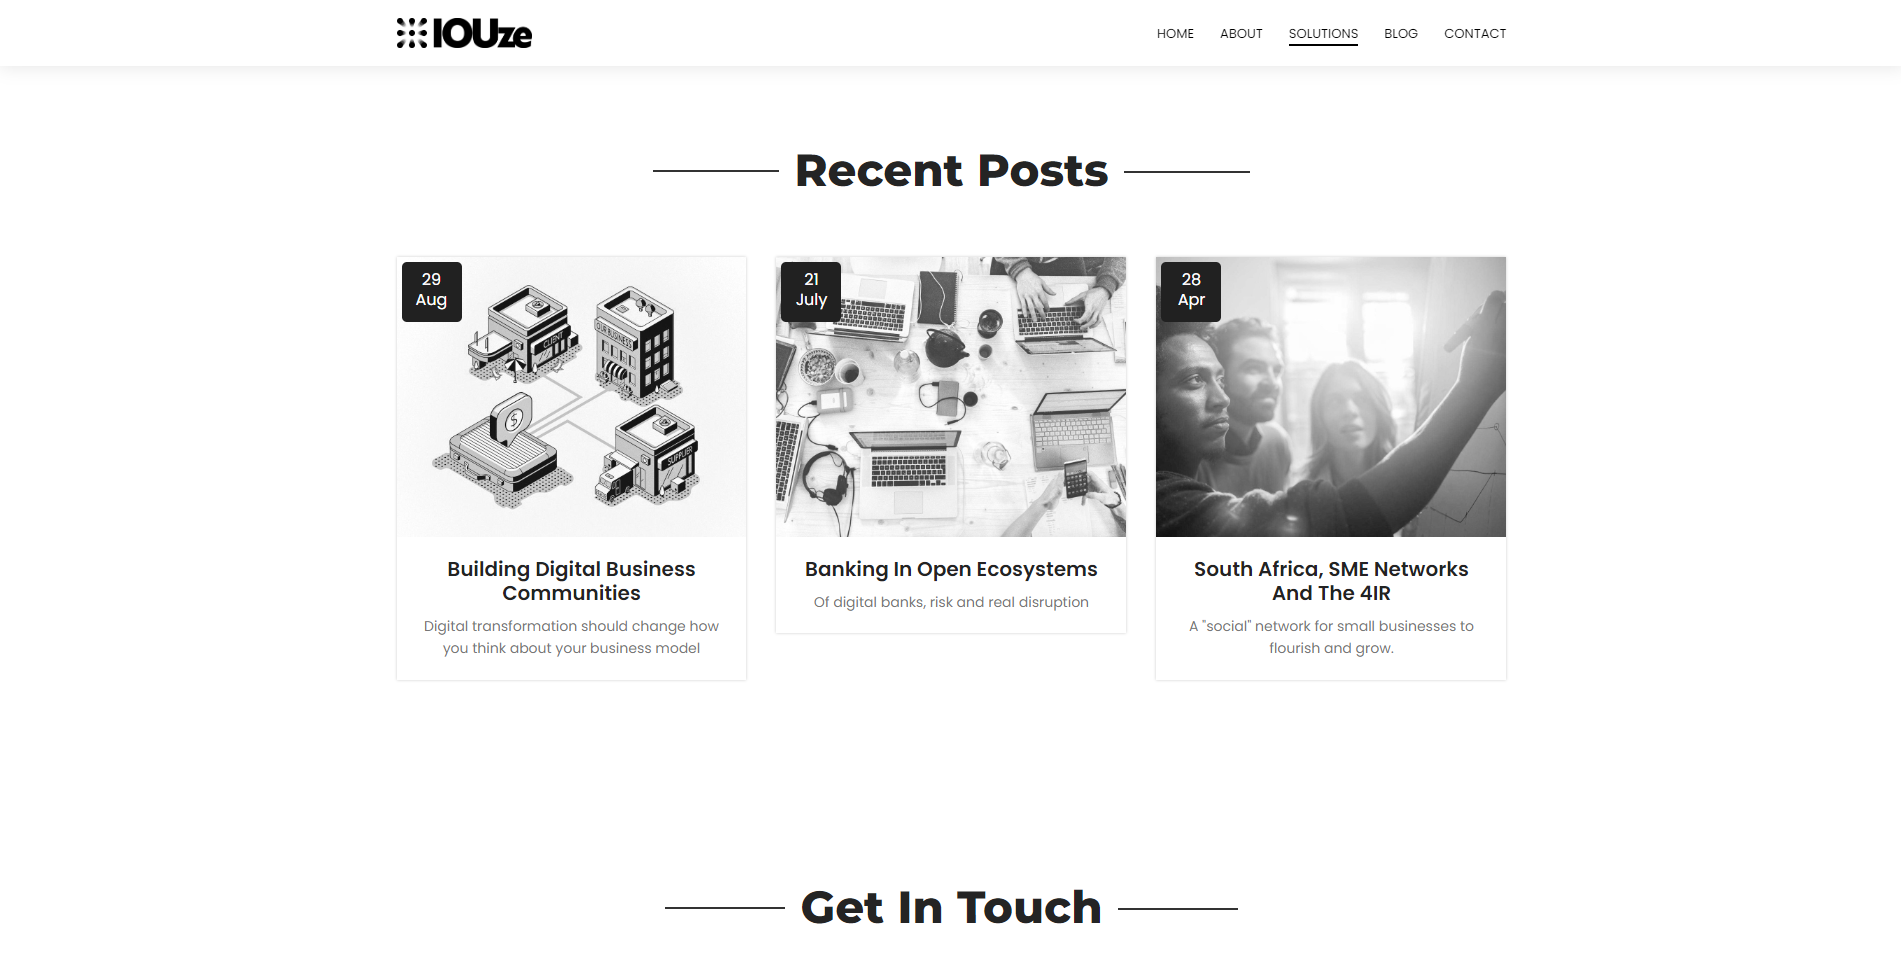 IOUze
HOME ABOUT SOLUTIONS BLOG CONTACT
Recent Posts
29
Aug
CLIENT
OUR BUSINESS
SUPPLIER
Building Digital Business
Communities
Digital transformation should change how
you think about your business model
21
July
Banking In Open Ecosystems
Of digital banks, risk and real disruption
28
Apr
South Africa, SME Networks
And The 4IR
A "social" network for small businesses to
flourish and grow.
Get In Touch